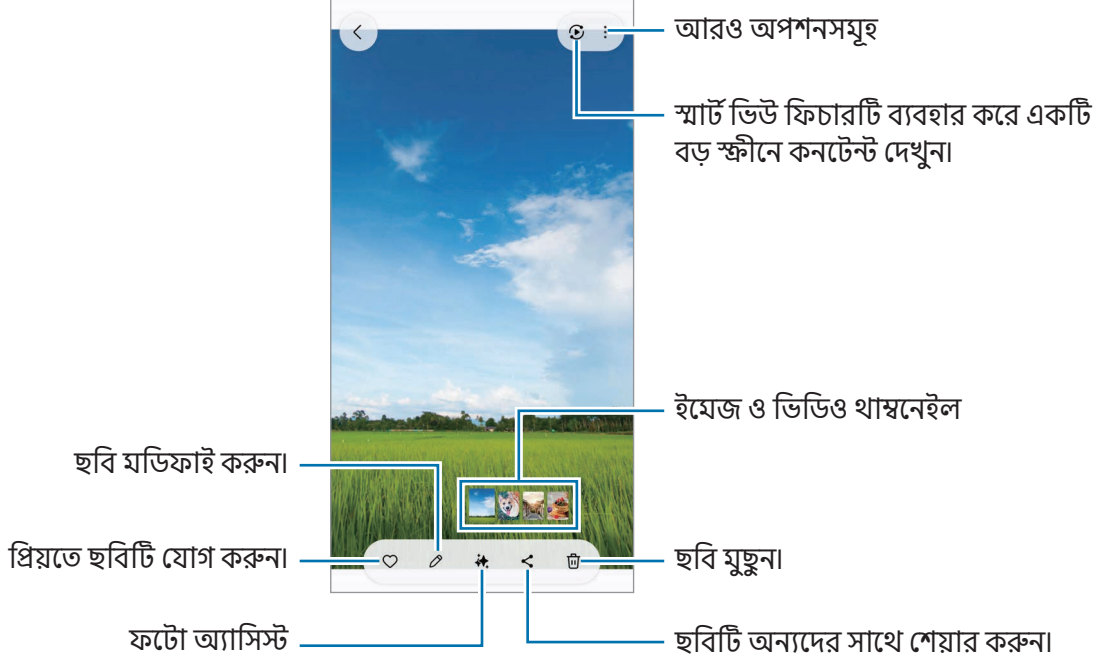 আরও অপশনসমূহ
স্মার্ট ভিউ ফিচারটি ব্যবহার করে একটি
বড় স্ক্রীনে কনটেন্ট দেখুন।
ইমেজ ও ভিডিও থাম্বনেইল
ছবি মডিফাই করুন।
প্রিয়তে ছবিটি যোগ করুন।
ছবি মুছুন।
ফটো অ্যাসিস্ট
ছবিটি অন্যদের সাথে শেয়ার করুন।